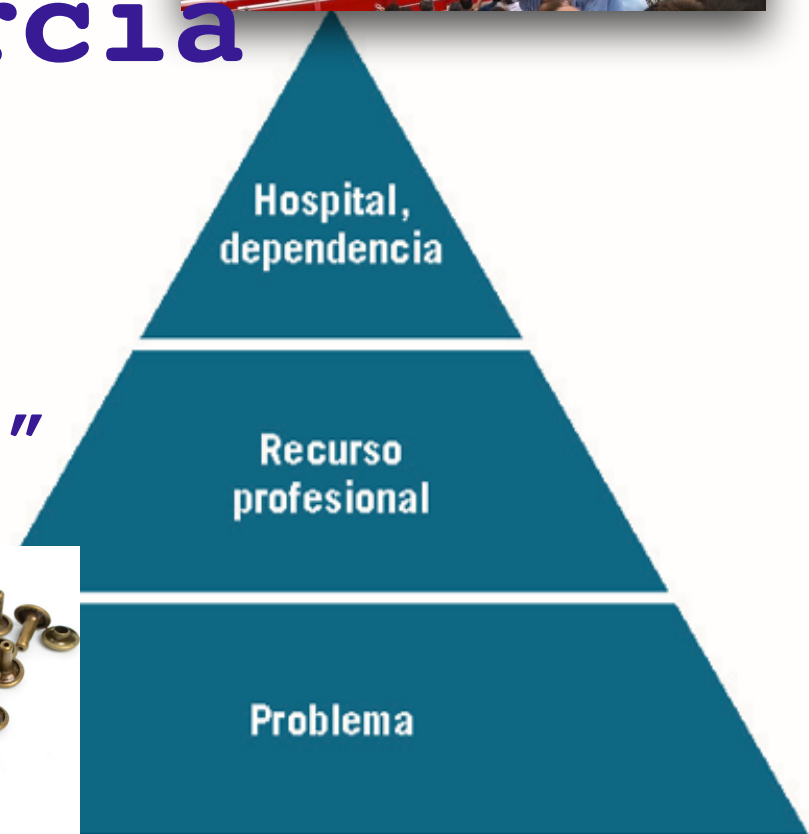 rcia
Hospital,
dependencia
"
Recurso
profesional
Problema